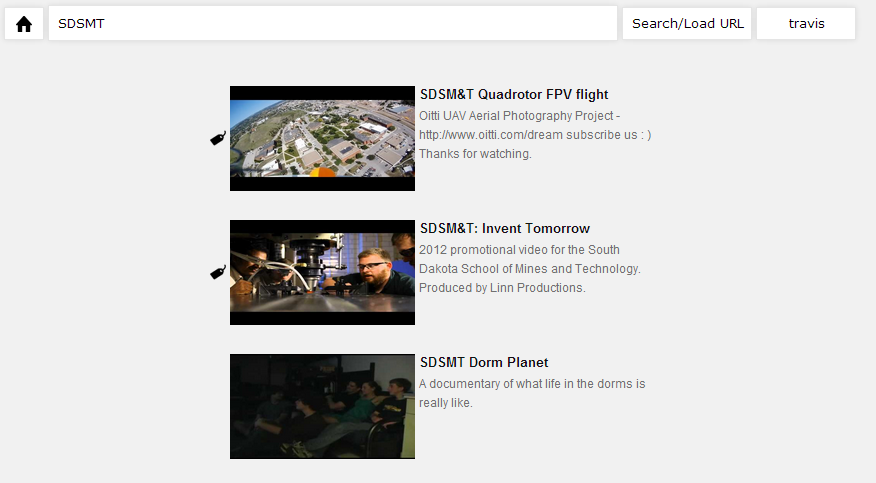 SDSMT
Search/Load URL
travis
SDSM&T Quadrotor FPV flight
Oitti UAV Aerial Photography Project -
http://www.oitti.com/dream subscribe us : )
Thanks for watching.
SDSM&T: Invent Tomorrow
2012 promotional video for the South
Dakota School of Mines and Technology.
Produced by Linn Productions.
SDSMT Dorm Planet
A documentary of what life in the dorms is
really like.